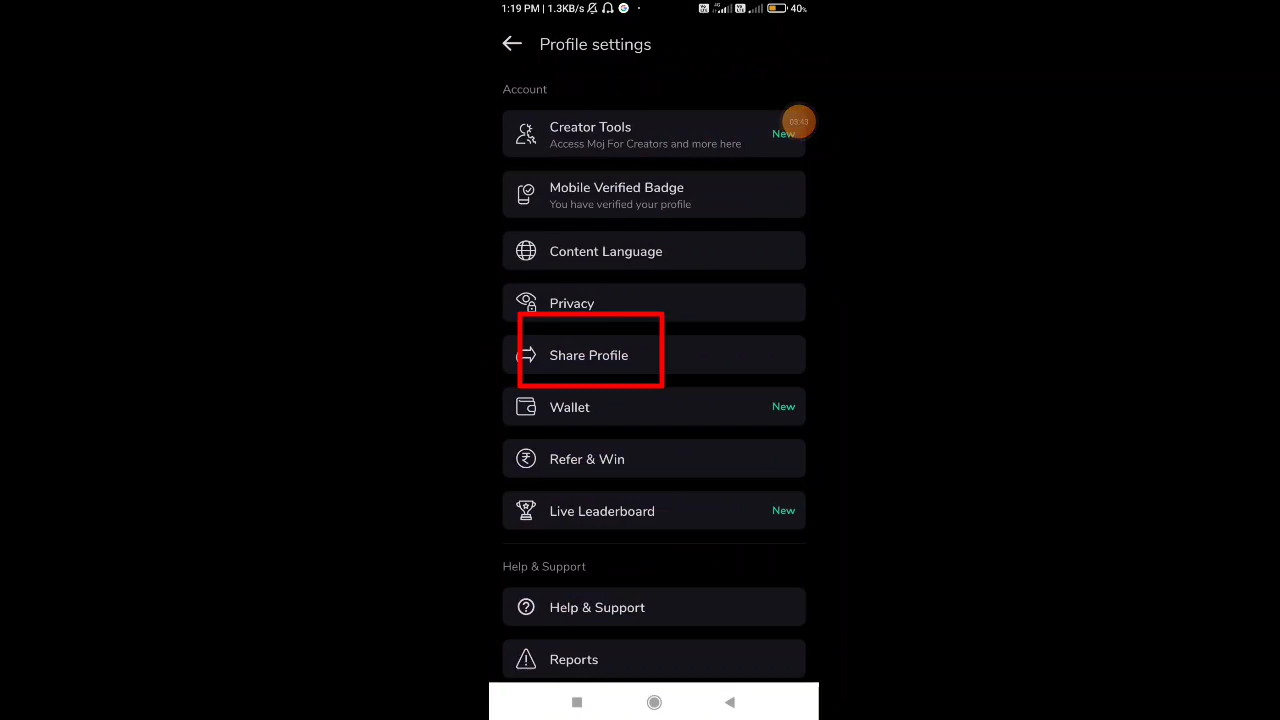 1:19 PM | 1.3KB/s
40%
Profile settings
Account
03:43
Creator Tools
New
Access Moj For Creators and more here
Mobile Verified Badge
You have verified your profile
Content Language
Privacy
Share Profile
Wallet
New
Refer & Win
Live Leaderboard
New
Help & Support
Help & Support
Reports